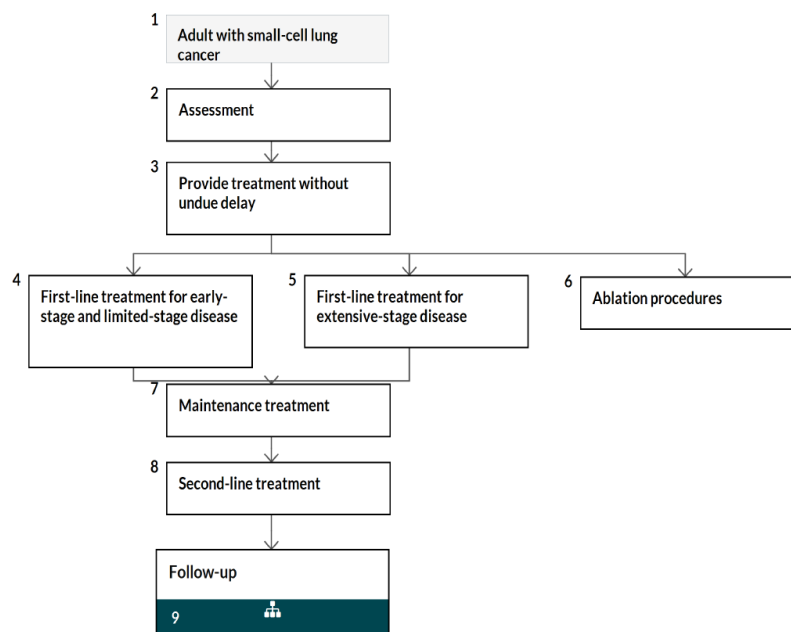 1
Adult with small-cell lung
cancer
2
Assessment
3
Provide treatment without
undue delay
4
First-line treatment for early-
stage and limited-stage disease
5
First-line treatment for
extensive-stage disease
6
Ablation procedures
7
Maintenance treatment
8
Second-line treatment
Follow-up
9